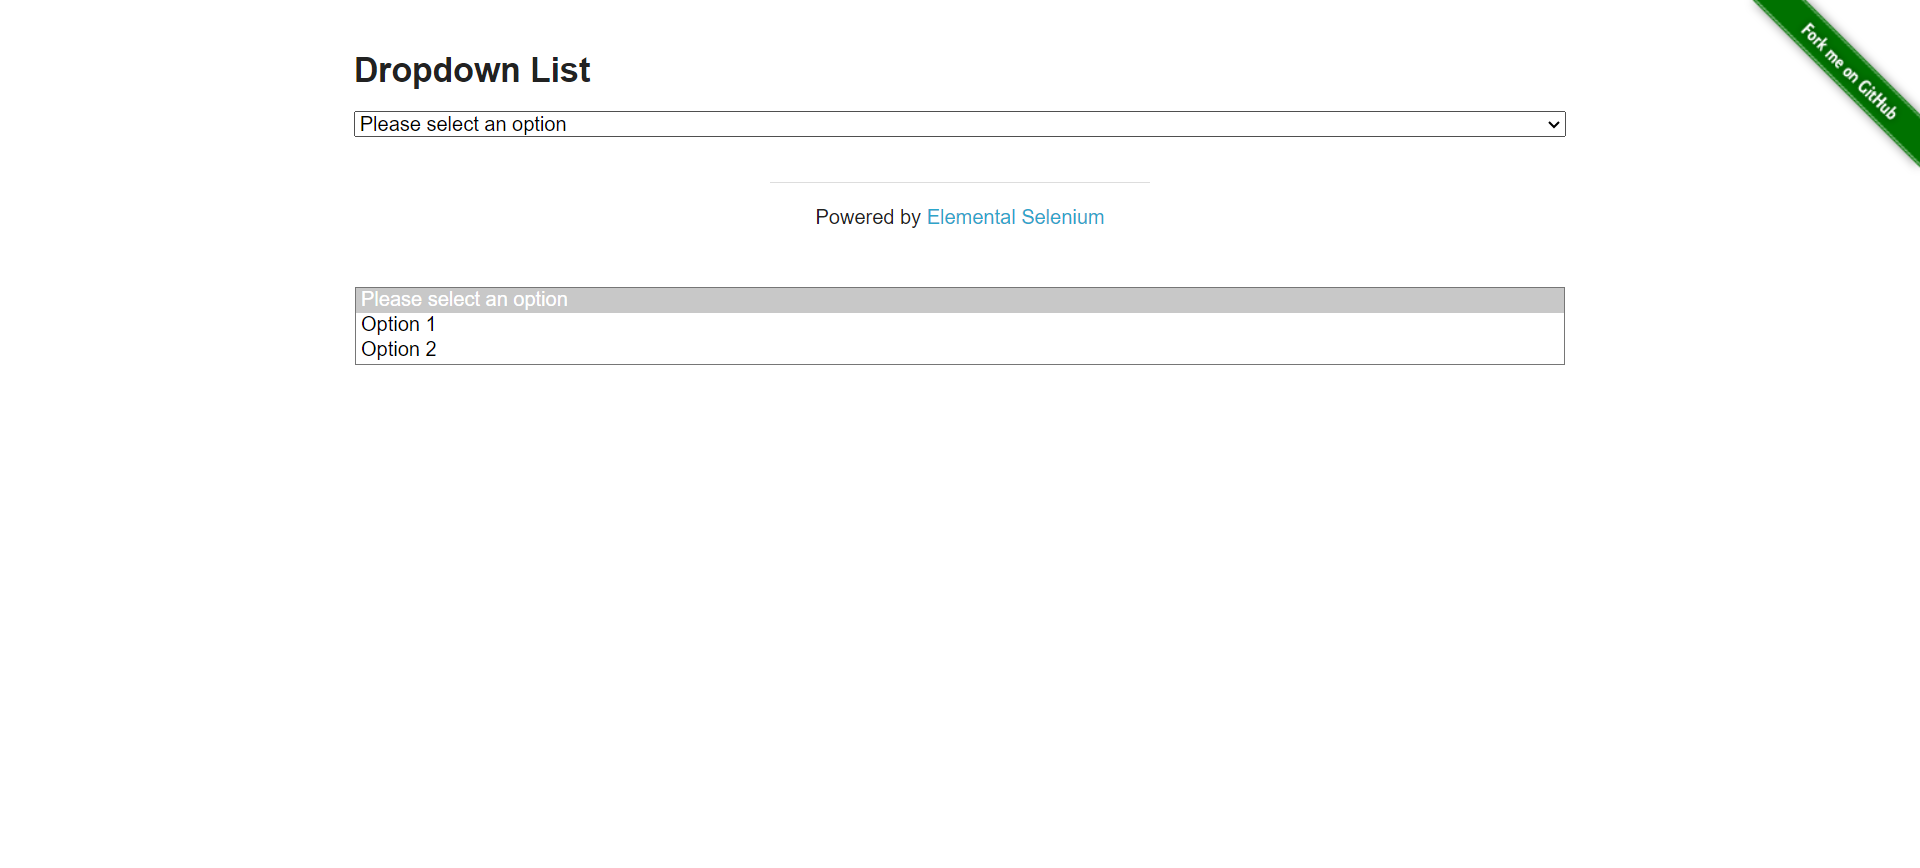 Dropdown List
Please select an option
Powered by Elemental Selenium
Please select an option
Option 1
Option 2
Fork me on GitHub